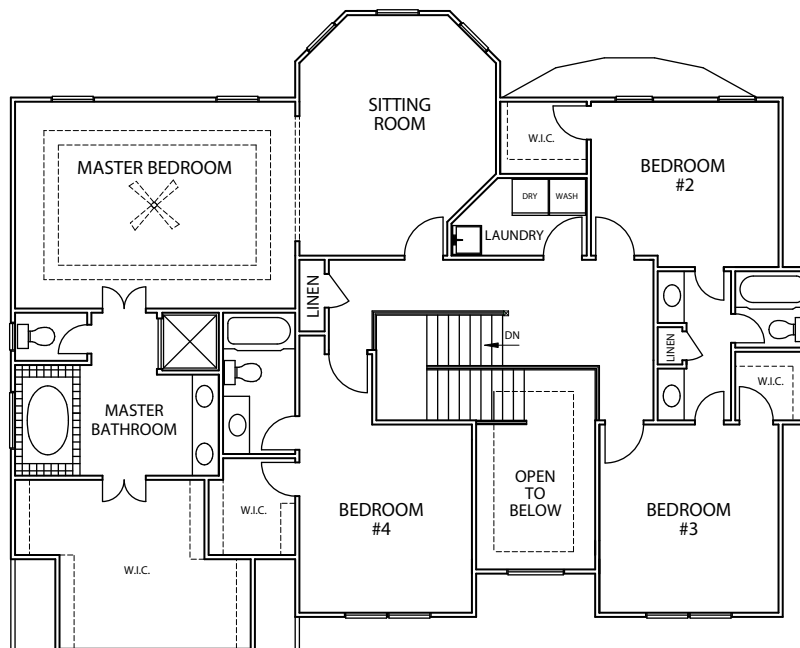 SITTING
ROOM
MASTER BEDROOM
W.I.C.
BEDROOM
#2
DRY
WASH
LAUNDRY
LINEN
DN
LINEN
W.I.C.
MASTER
BATHROOM
OPEN
TO
BELOW
BEDROOM
#4
BEDROOM
#3
W.I.C.
W.I.C.